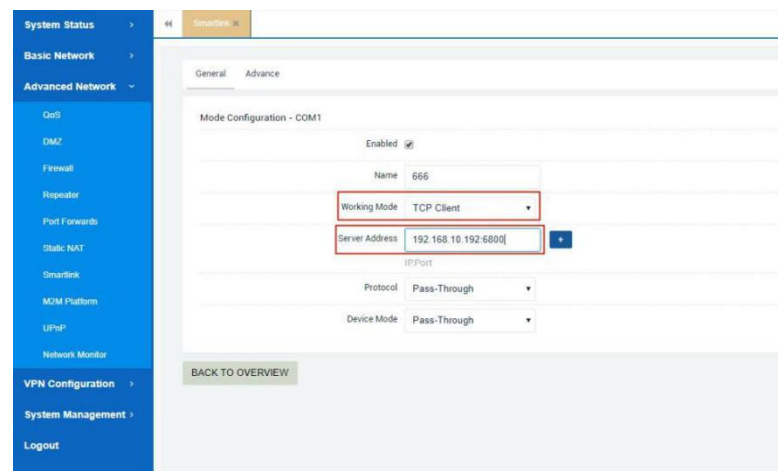 System Status
Basic Network
Advanced Network
QoS
DMZ
Firewall
Repeater
Port Forwards
Static NAT
Smartlink
M2M Platform
UPnP
Network Monitor
VPN Configuration
System Management
Logout
Smartlink
General Advance
Mode Configuration - COM1
Enabled
Name 666
Working Mode TCP Client
Server Address 192.168.10.192:6800 +
IP:Port
Protocol Pass-Through
Device Mode Pass-Through
BACK TO OVERVIEW